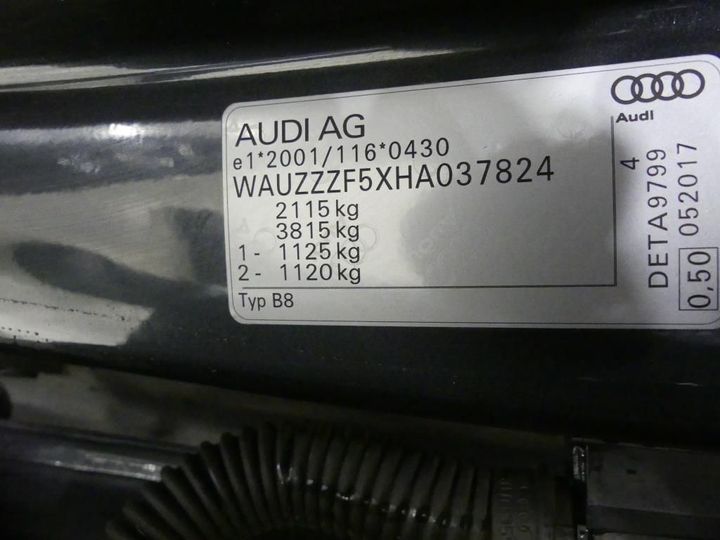 AUDI AG
e1*2001/116*0430
WAUZZZF5XHA037824
2115 kg
3815 kg
1 - 1125 kg
2 - 1120 kg
Typ B8
Audi
4
DETA9799
052017
0,50